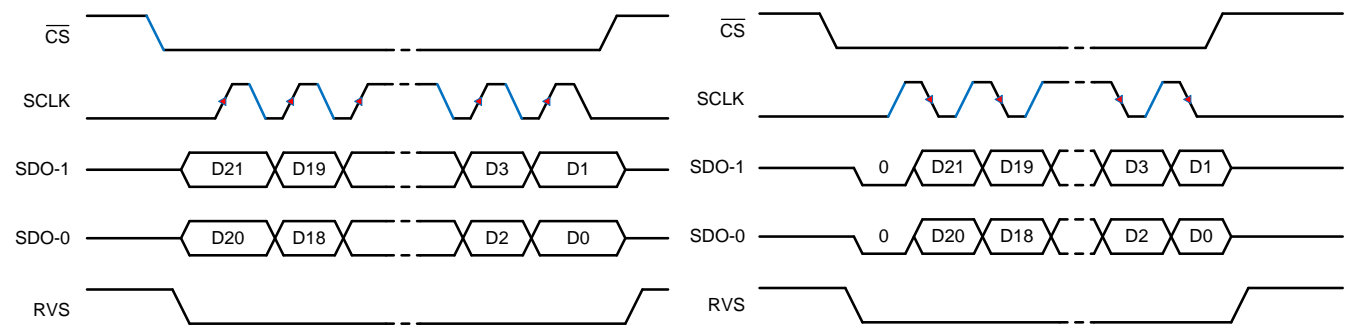 CS
SCLK
SDO-1 D21 D19 D3 D1
SDO-0 D20 D18 D2 D0
RVS
CS
SCLK
SDO-1 0 D21 D19 D3 D1
SDO-0 0 D20 D18 D2 D0
RVS